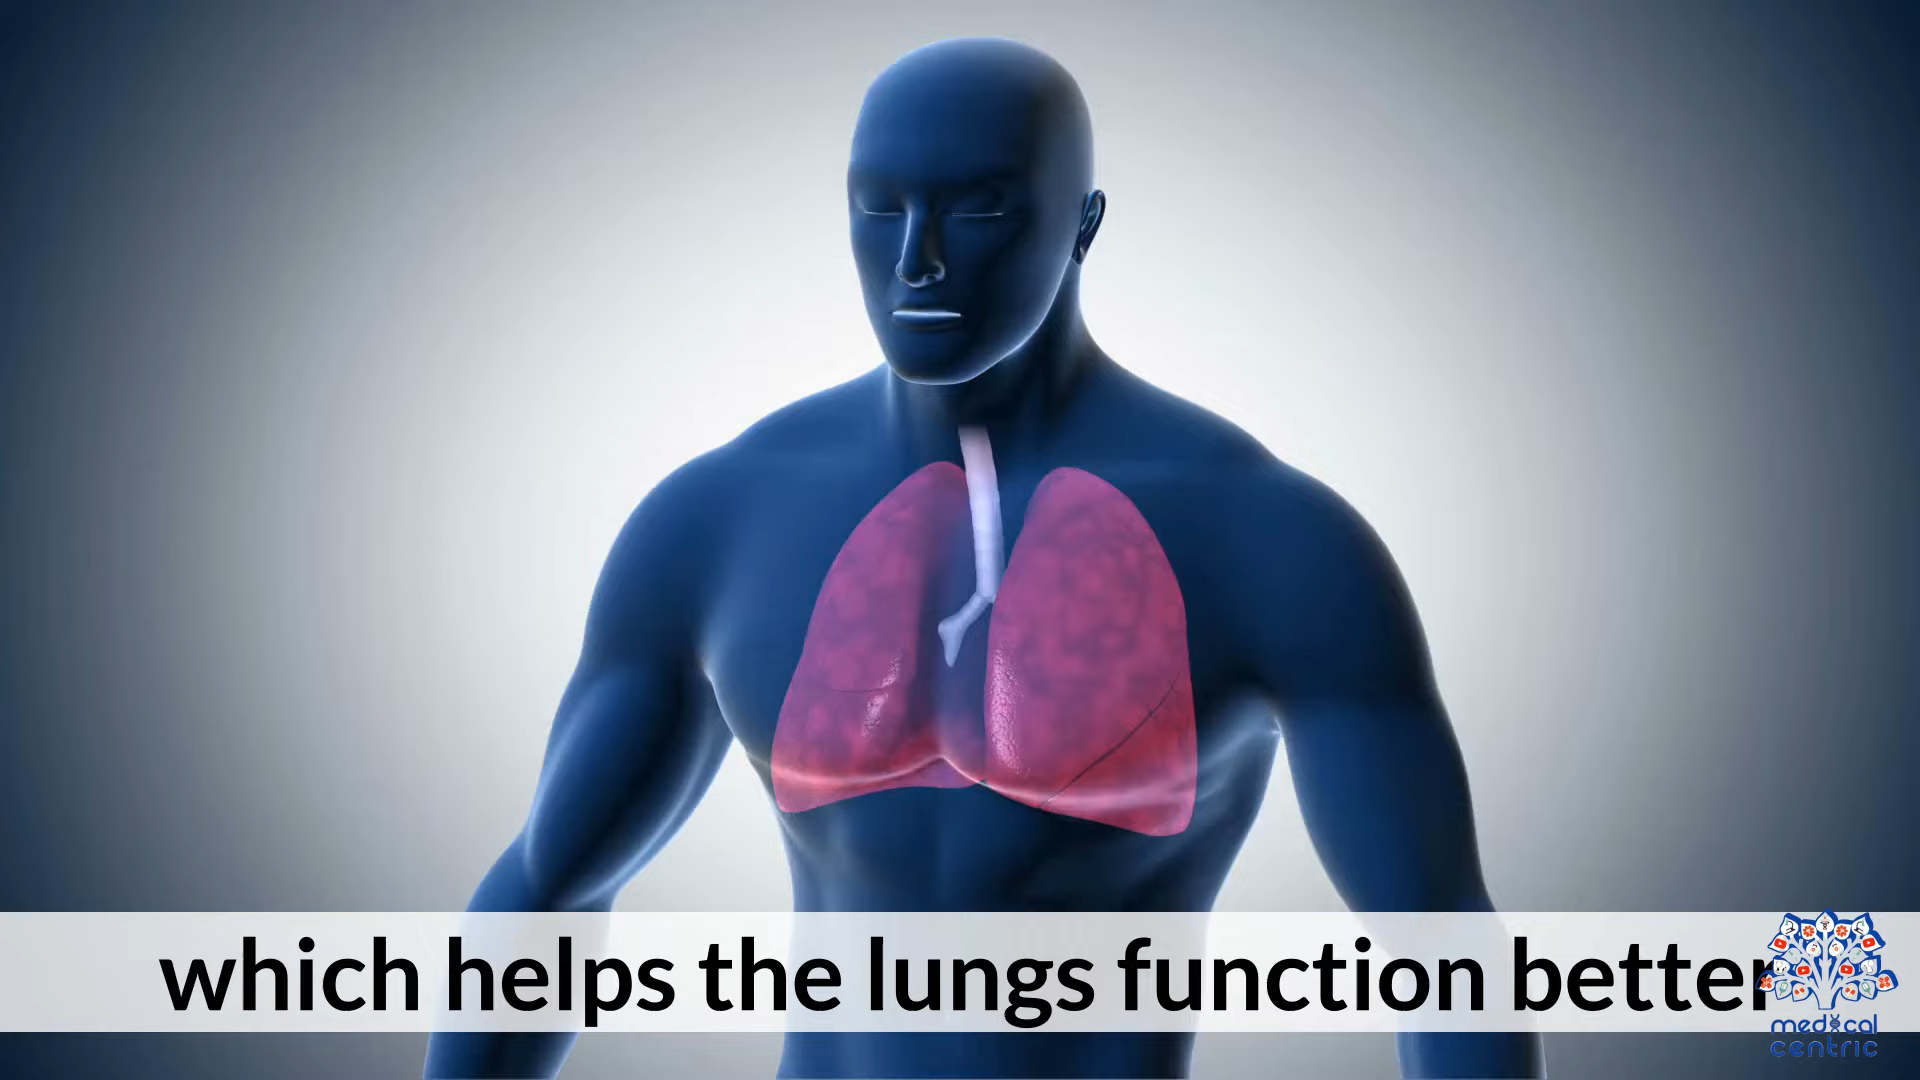 which helps the lungs function better
medical
centric